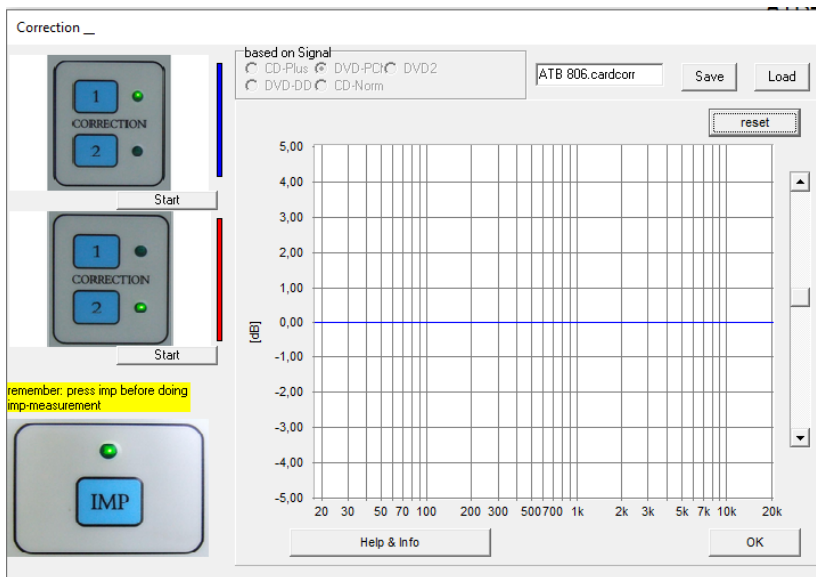 Correction __
based on Signal
CD-Plus DVD-PCM DVD2
DVD-DD CD-Norm
ATB 806.cardcorr
Save
Load
reset
1
CORRECTION
2
Start
1
CORRECTION
2
Start
remember: press imp before doing
imp-measurement
IMP
[dB]
5,00
4,00
3,00
2,00
1,00
0,00
-1,00
-2,00
-3,00
-4,00
-5,00
20 30 50 70 100 200 300 500 700 1k 2k 3k 5k 7k 10k 20k
Help & Info
OK